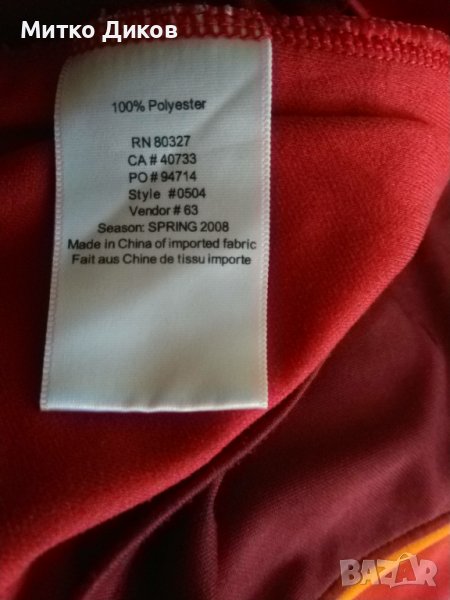 Митко Диков
100% Polyester
RN 80327
CA # 40733
PO # 94714
Style #0504
Vendor # 63
Season: SPRING 2008
Made in China of imported fabric
Fait aus Chine de tissu importe
BAZAR